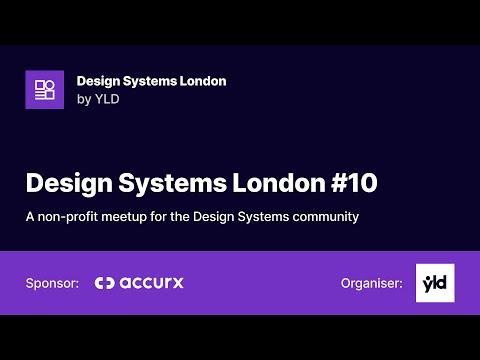 Design Systems London
by YLD
Design Systems London #10
A non-profit meetup for the Design Systems community
Sponsor: accurx
Organiser: yld